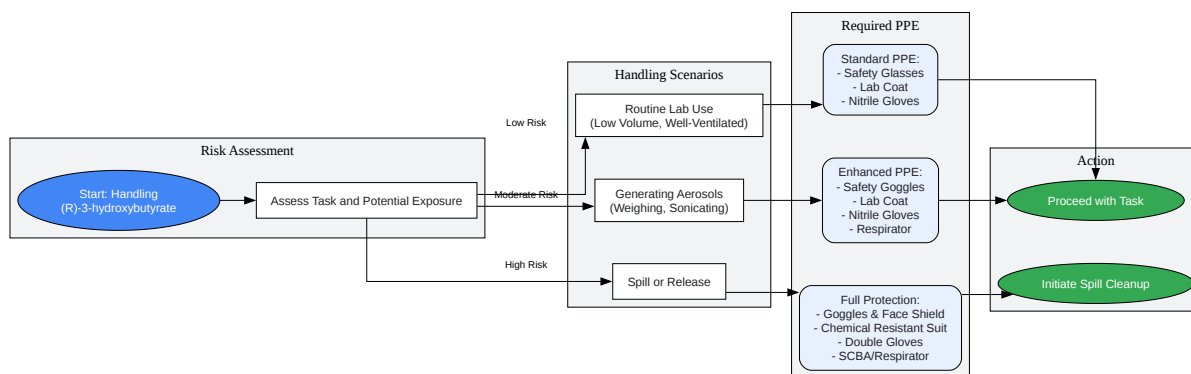 Risk Assessment
Start: Handling
(R)-3-hydroxybutyrate
Assess Task and Potential Exposure
Low Risk
Moderate Risk
High Risk
Handling Scenarios
Routine Lab Use
(Low Volume, Well-Ventilated)
Generating Aerosols
(Weighing, Sonicating)
Spill or Release
Required PPE
Standard PPE:
- Safety Glasses
- Lab Coat
- Nitrile Gloves
Enhanced PPE:
- Safety Goggles
- Lab Coat
- Nitrile Gloves
- Respirator
Full Protection:
- Goggles & Face Shield
- Chemical Resistant Suit
- Double Gloves
- SCBA/Respirator
Action
Proceed with Task
Initiate Spill Cleanup